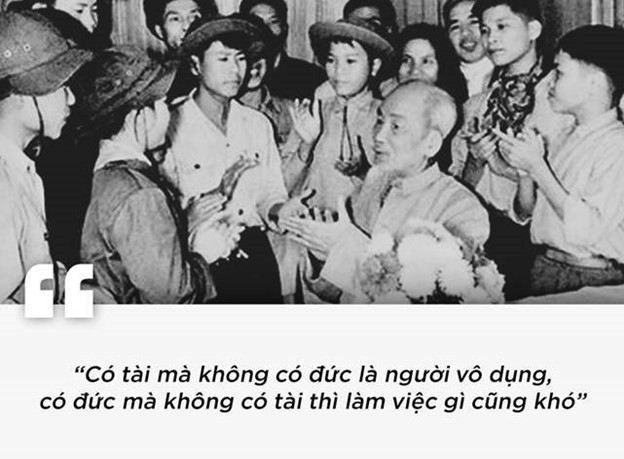 “Có tài mà không có đức là người vô dụng,
có đức mà không có tài thì làm việc gì cũng khó”